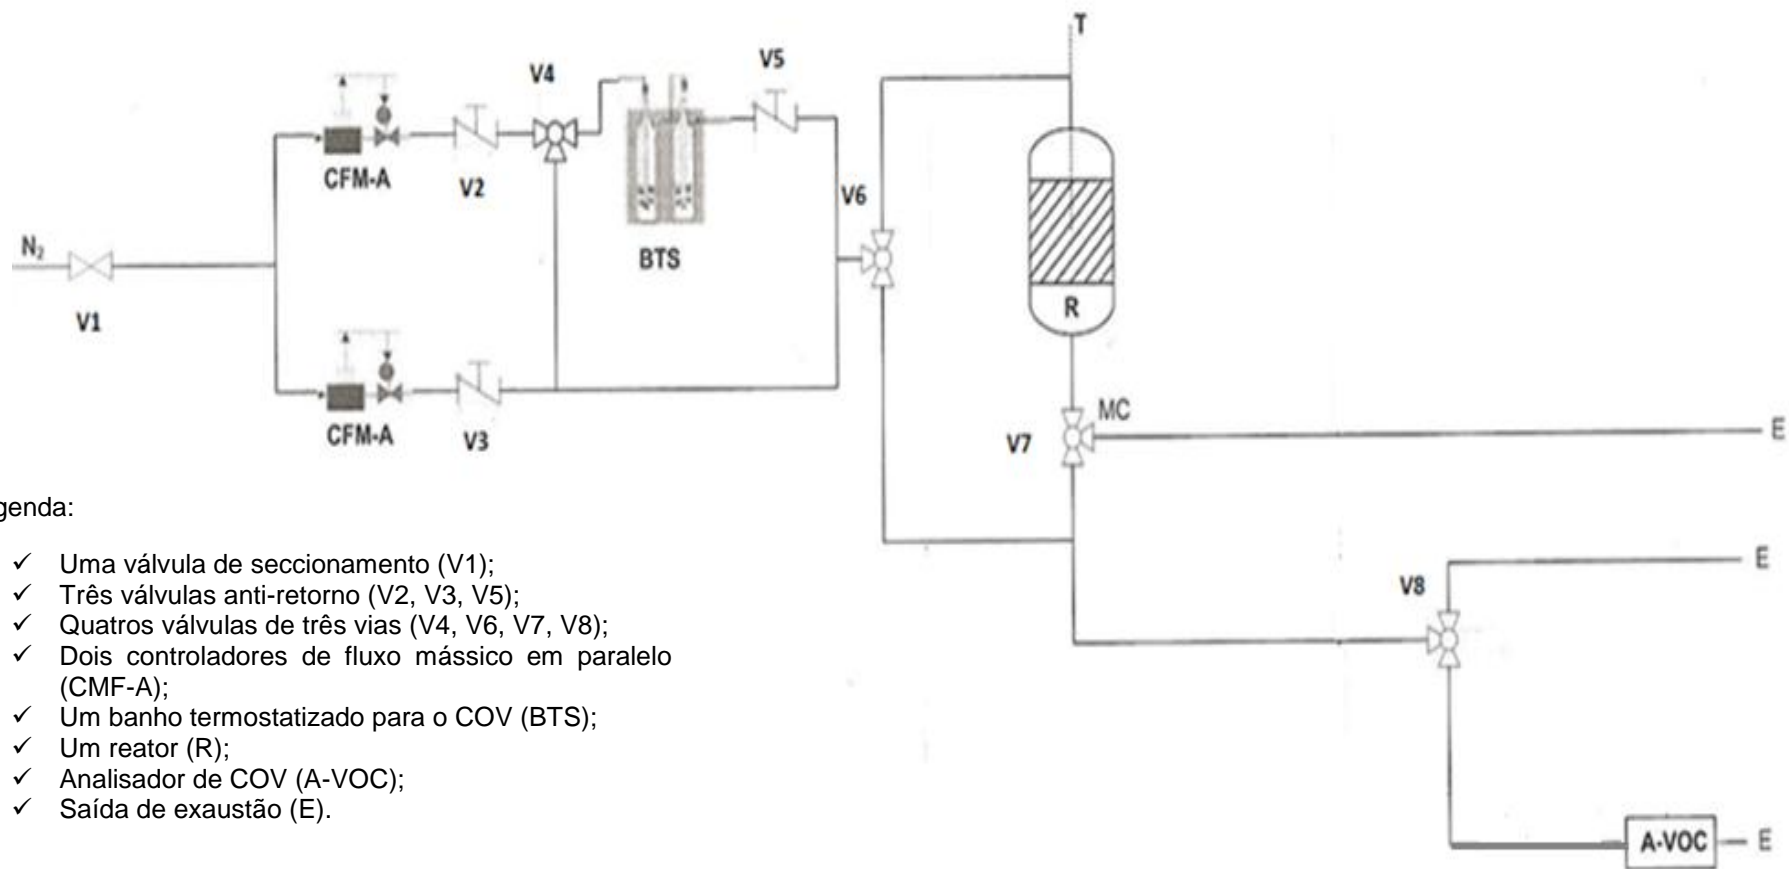 T
V5
V4
CFM-A
V2
V6
N₂
BTS
V1
R
MC
CFM-A
V3
V7
E
genda:
✓ Uma válvula de seccionamento (V1);
✓ Três válvulas anti-retorno (V2, V3, V5);
✓ Quatros válvulas de três vias (V4, V6, V7, V8);
✓ Dois controladores de fluxo mássico em paralelo
(CMF-A);
✓ Um banho termostatizado para o COV (BTS);
✓ Um reator (R);
✓ Analisador de COV (A-VOC);
✓ Saída de exaustão (E).
E
V8
A-VOC
E